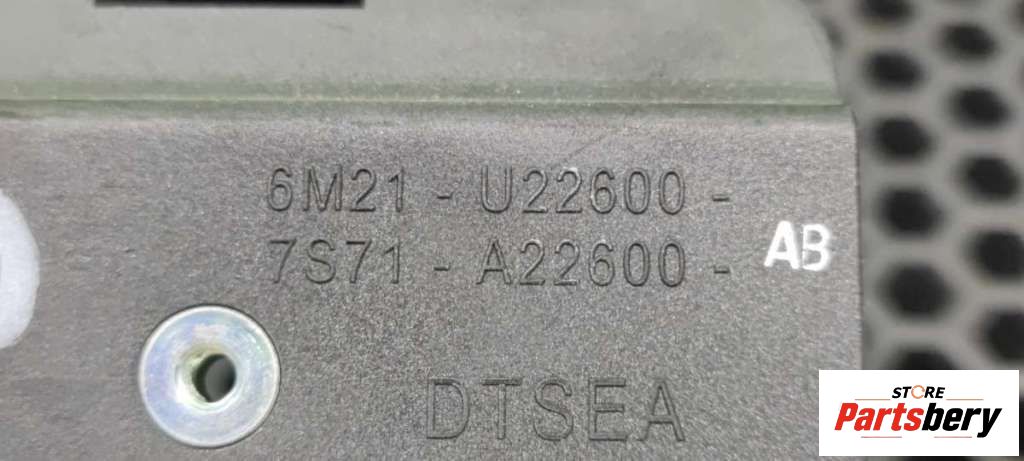 6M21 - U22600 -
7S71 - A22600 - AB
DTSEA
STORE
Partsbery